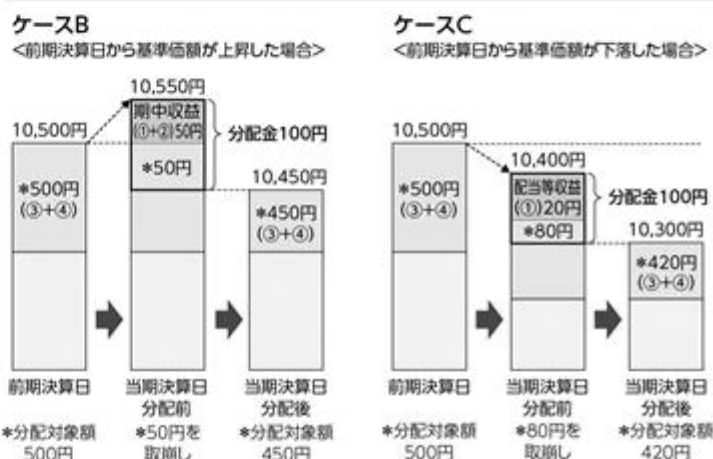 ケースB
<前期決算日から基準価額が上昇した場合>
10,550円
期中収益
(①+②)50円
*50円
分配金100円
10,500円
*500円
(③+④)
10,450円
*450円
(③+④)
前期決算日
当期決算日
分配前
当期決算日
分配後
*分配対象額
500円
*50円を
取崩し
*分配対象額
450円
ケースC
<前期決算日から基準価額が下落した場合>
10,500円
*500円
(③+④)
10,400円
配当等収益
(①)20円
*80円
分配金100円
10,300円
*420円
(③+④)
前期決算日
当期決算日
分配前
当期決算日
分配後
*分配対象額
500円
*80円を
取崩し
*分配対象額
420円